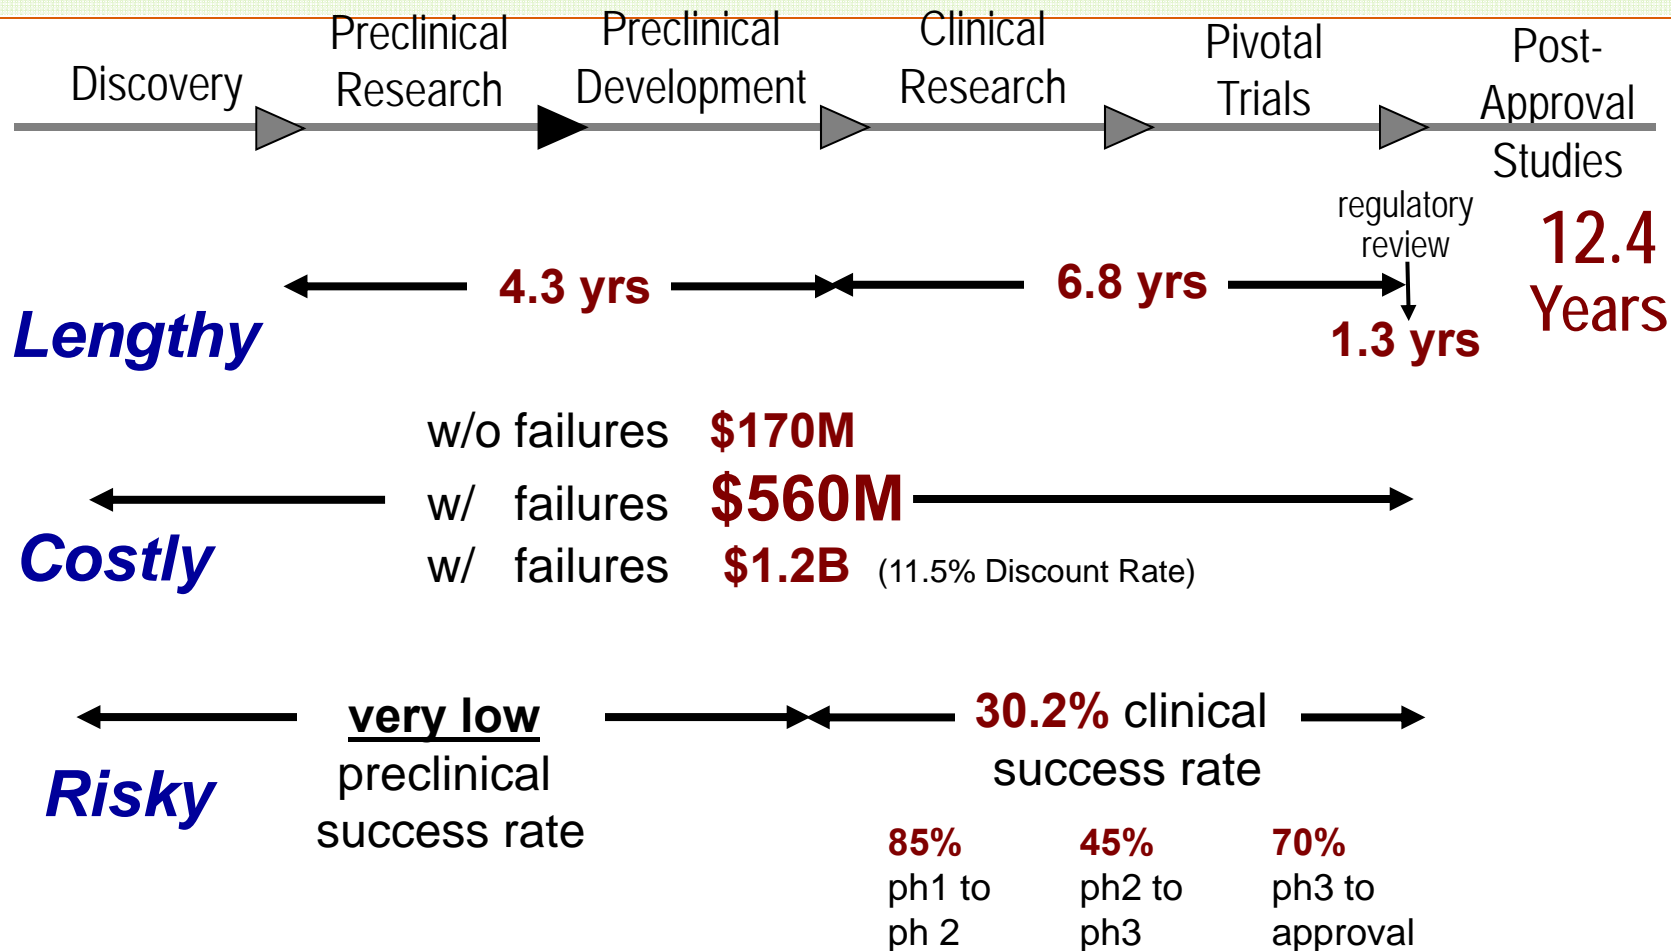 Discovery
Preclinical
Research
Preclinical
Development
Clinical
Research
Pivotal
Trials
Post-
Approval
Studies
regulatory
review
12.4
Years
4.3 yrs
6.8 yrs
1.3 yrs
Lengthy
w/o failures $170M
w/ failures $560M
w/ failures $1.2B (11.5% Discount Rate)
Costly
very low
preclinical
success rate
30.2% clinical
success rate
Risky
85%
ph1 to
ph 2
45%
ph2 to
ph3
70%
ph3 to
approval